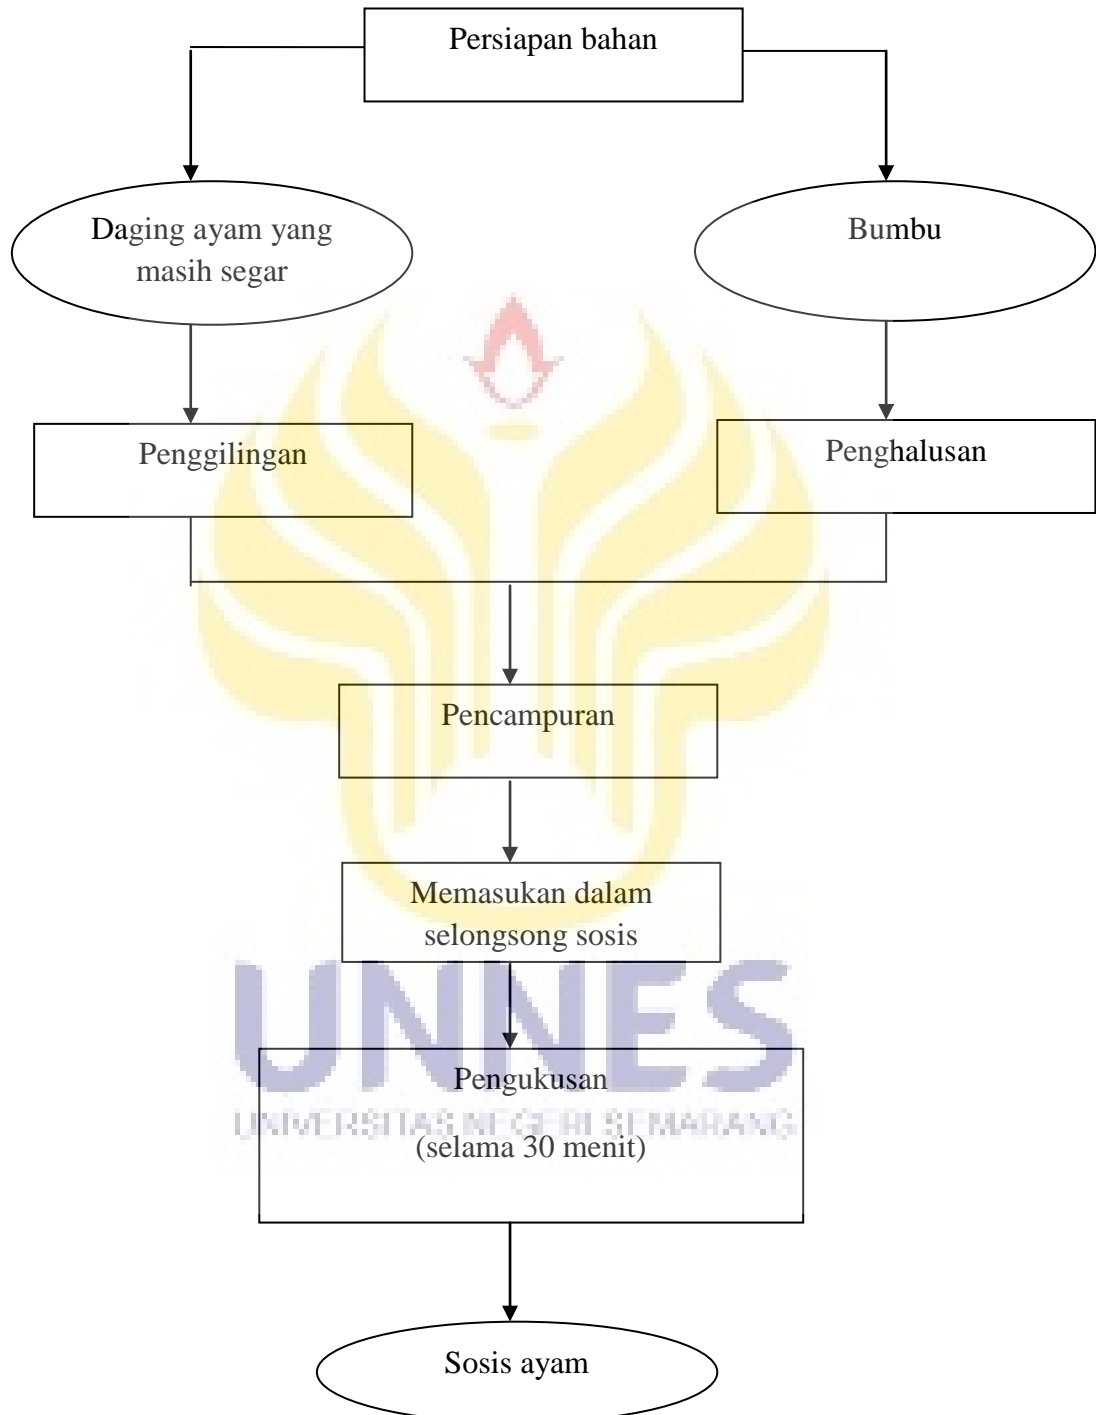 Persiapan bahan
Daging ayam yang
masih segar
Bumbu
Penggilingan
Penghalusan
Pencampuran
Memasukan dalam
selongsong sosis
UNNES
Pengukusan
UNIVERSITAS NEGERI SEMARANG
(selama 30 menit)
Sosis ayam